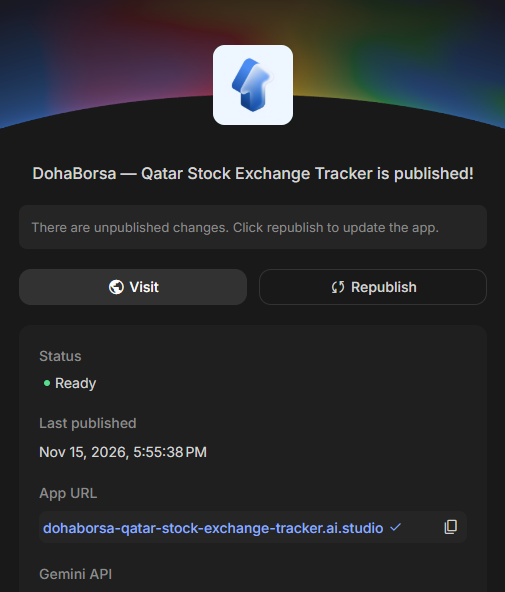 DohaBorsa — Qatar Stock Exchange Tracker is published!
There are unpublished changes. Click republish to update the app.
Visit
Republish
Status
Ready
Last published
Nov 15, 2026, 5:55:38 PM
App URL
dohaborsa-qatar-stock-exchange-tracker.ai.studio
Gemini API